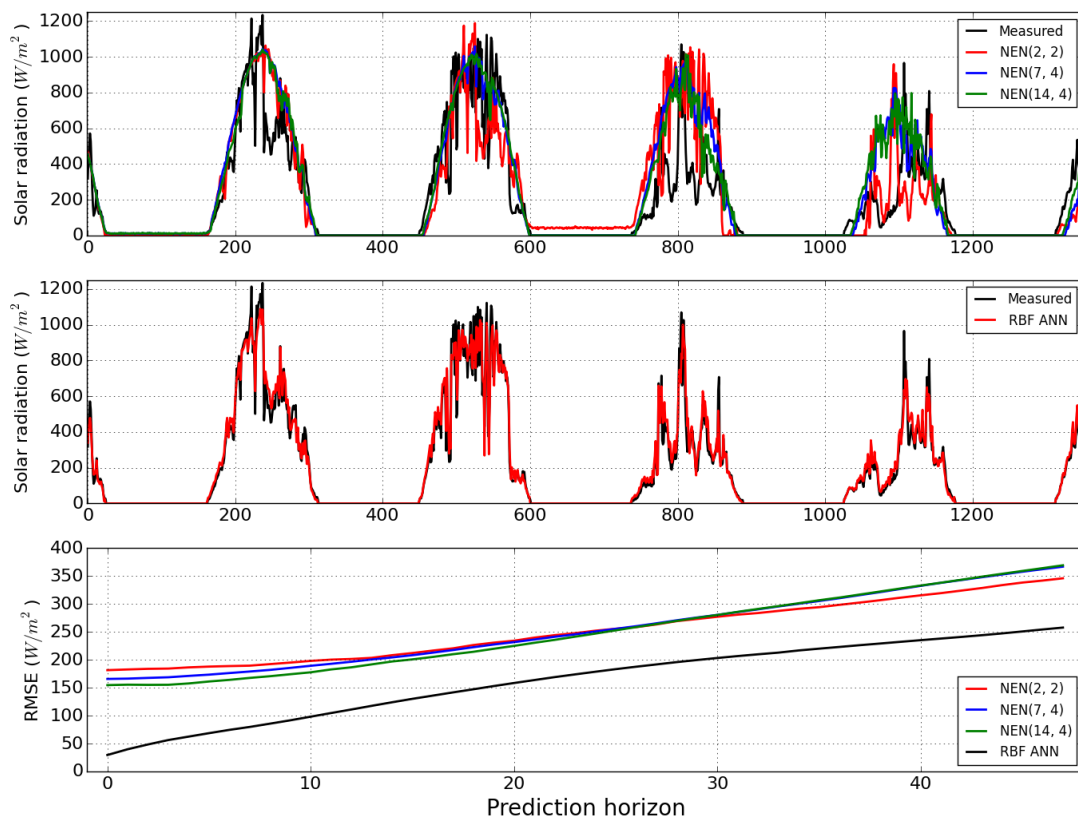 1200
1000
800
600
400
200
0
Solar radiation (W/m²)
Measured
NEN(2, 2)
NEN(7, 4)
NEN(14, 4)
0 200 400 600 800 1000 1200
1200
1000
800
600
400
200
0
Solar radiation (W/m²)
Measured
RBF ANN
0 200 400 600 800 1000 1200
400
350
300
250
200
150
100
50
0
RMSE (W/m²)
NEN(2, 2)
NEN(7, 4)
NEN(14, 4)
RBF ANN
0 10 20 30 40
Prediction horizon